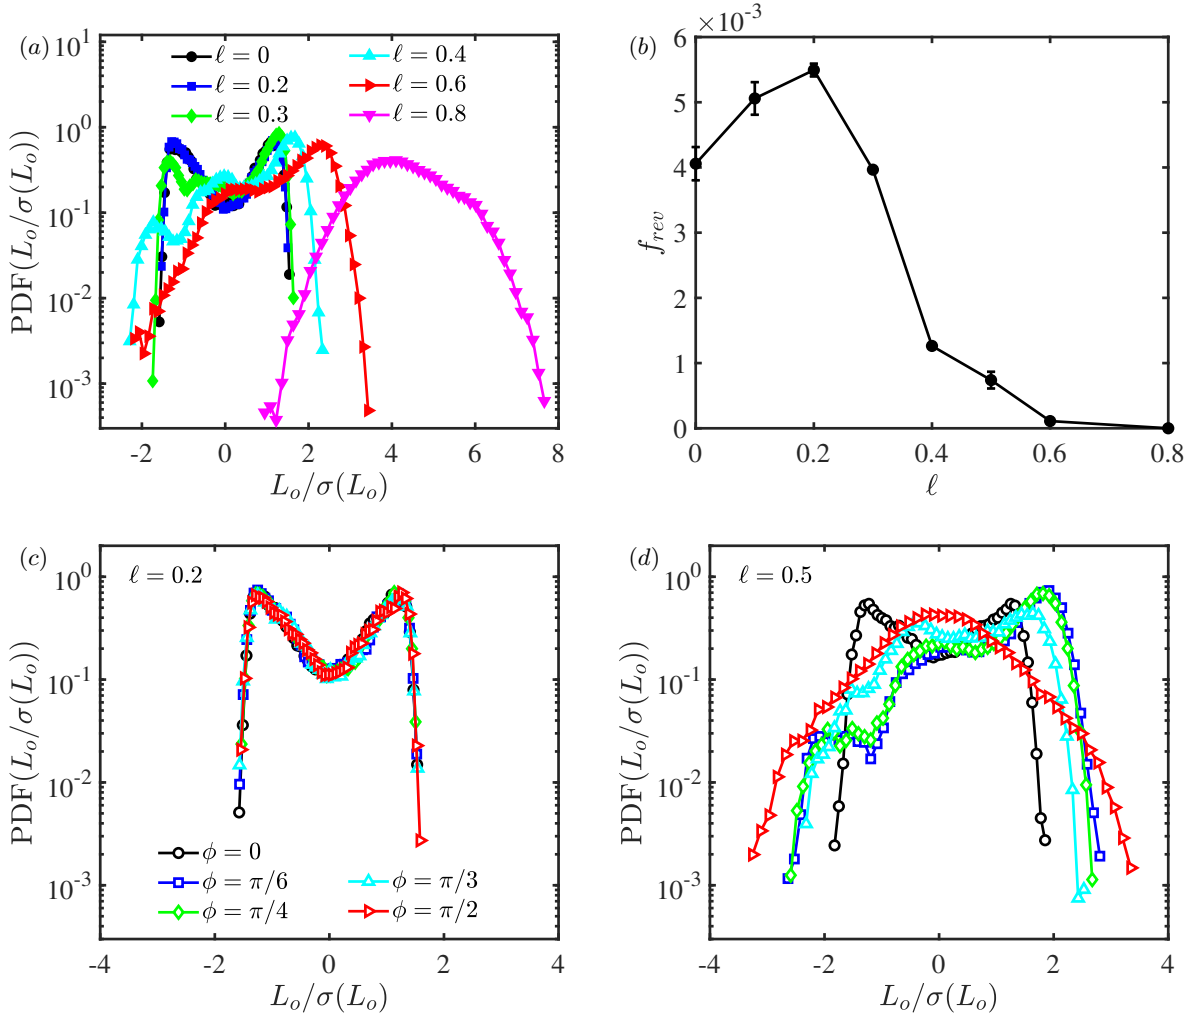 (a)
PDF(L_o/σ(L_o))
10^1
10^0
10^-1
10^-2
10^-3
ℓ = 0
ℓ = 0.2
ℓ = 0.3
ℓ = 0.4
ℓ = 0.6
ℓ = 0.8
-2 0 2 4 6 8
L_o/σ(L_o)
(b)
×10^-3
f_rev
6
5
4
3
2
1
0
0 0.2 0.4 0.6 0.8
ℓ
(c)
ℓ = 0.2
PDF(L_o/σ(L_o))
10^0
10^-1
10^-2
10^-3
ϕ = 0
ϕ = π/6
ϕ = π/4
ϕ = π/3
ϕ = π/2
-4 -2 0 2 4
L_o/σ(L_o)
(d)
ℓ = 0.5
PDF(L_o/σ(L_o))
10^0
10^-1
10^-2
10^-3
-4 -2 0 2 4
L_o/σ(L_o)